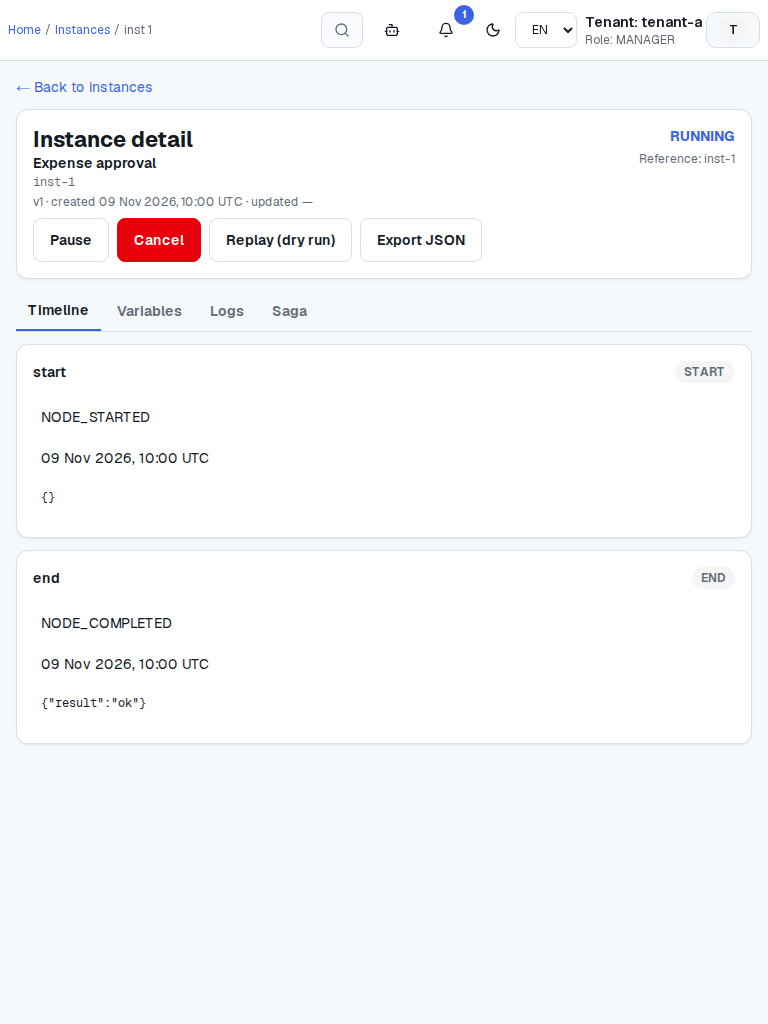 Home / Instances / inst 1
1
EN
Tenant: tenant-a
Role: MANAGER
T
← Back to instances
Instance detail
RUNNING
Expense approval
Reference: inst-1
inst-1
v1 · created 09 Nov 2026, 10:00 UTC · updated —
Pause
Cancel
Replay (dry run)
Export JSON
Timeline
Variables
Logs
Saga
start
START
NODE_STARTED
09 Nov 2026, 10:00 UTC
{}
end
END
NODE_COMPLETED
09 Nov 2026, 10:00 UTC
{"result":"ok"}